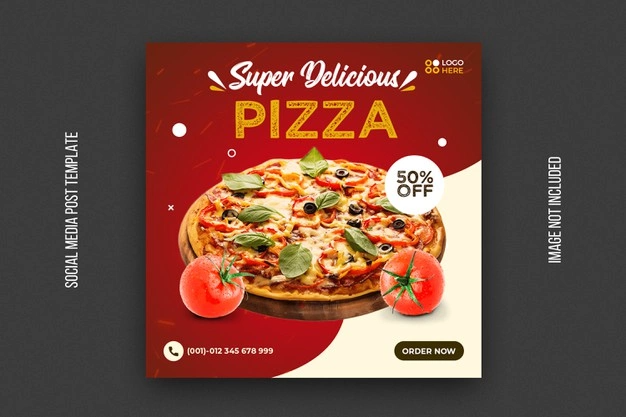 Super Delicious
PIZZA
LOGO
HERE
50%
OFF
(001)-012 345 678 999
ORDER NOW
SOCIAL MEDIA POST TEMPLATE
IMAGE NOT INCLUDED